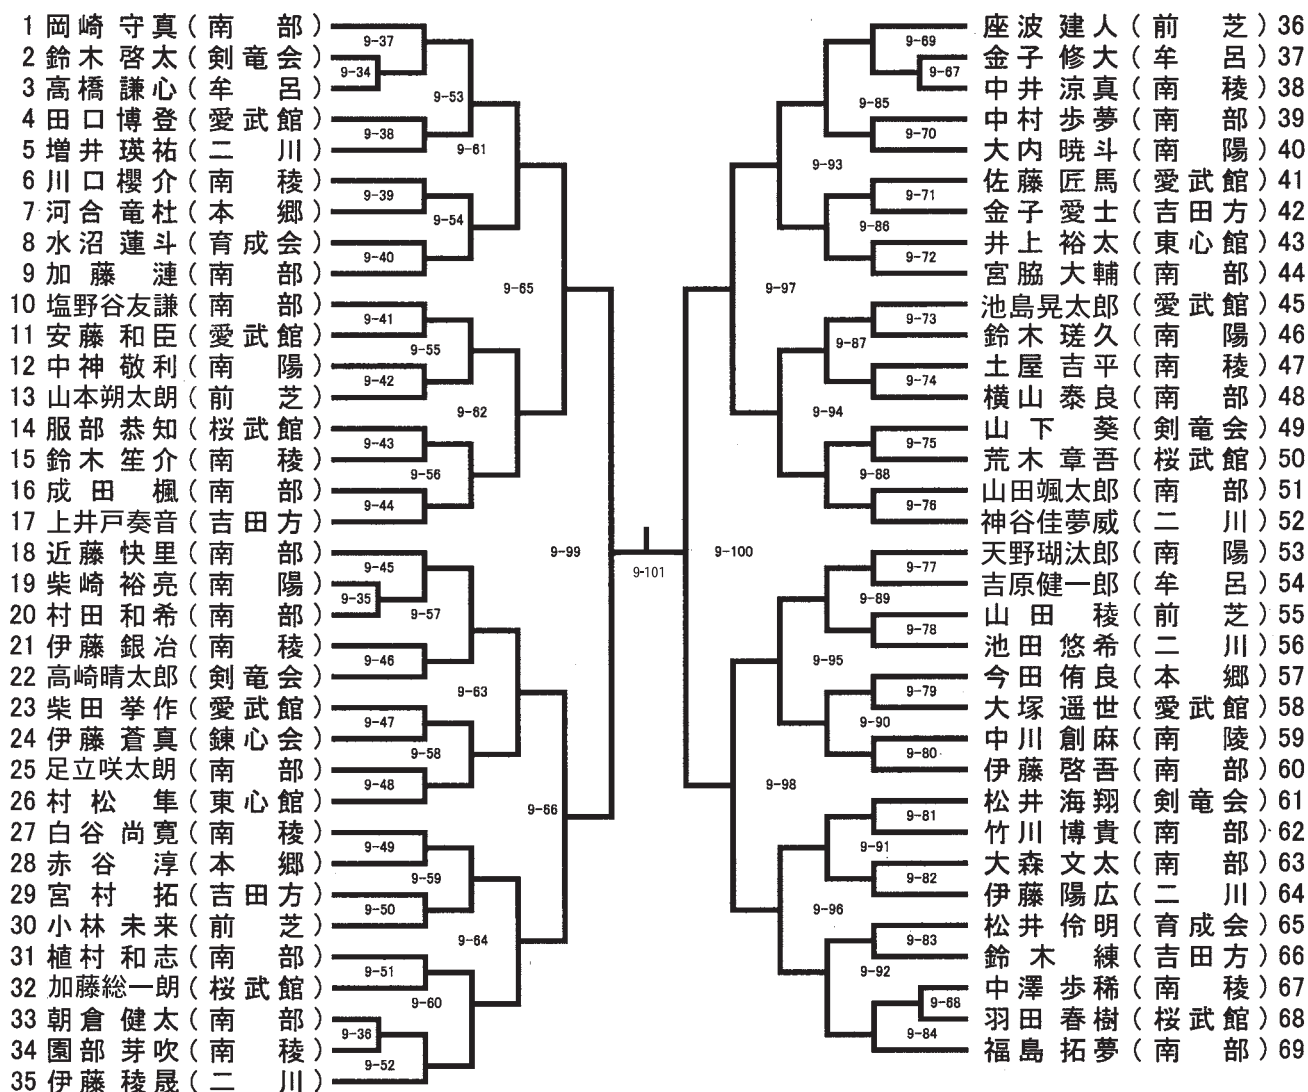 1 岡崎 守真 (南 部)
2 鈴木 啓太 (剣竜会)
3 高橋 謙心 (牟 呂)
4 田口 博登 (愛武館)
5 増井 瑛祐 (二 川)
6 川口 櫻介 (南 稜)
7 河合 竜杜 (本 郷)
8 水沼 蓮斗 (育成会)
9 加藤 漣 (南 部)
10 塩野谷友謙 (南 部)
11 安藤 和臣 (愛武館)
12 中神 敬利 (南 陽)
13 山本朔太朗 (前 芝)
14 服部 恭知 (桜武館)
15 鈴木 笙介 (南 稜)
16 成田 楓 (南 部)
17 上井戸奏音 (吉田方)
18 近藤 快里 (南 部)
19 柴崎 裕亮 (南 陽)
20 村田 和希 (南 部)
21 伊藤 銀冶 (南 稜)
22 高崎晴太郎 (剣竜会)
23 柴田 挙作 (愛武館)
24 伊藤 蒼真 (錬心会)
25 足立咲太朗 (南 部)
26 村松 隼 (東心館)
27 白谷 尚寛 (南 稜)
28 赤谷 淳 (本 郷)
29 宮村 拓 (吉田方)
30 小林 未来 (前 芝)
31 植村 和志 (南 部)
32 加藤総一朗 (桜武館)
33 朝倉 健太 (南 部)
34 園部 芽吹 (南 稜)
35 伊藤 稜晟 (二 川)
9-37
9-34
9-53
9-38
9-61
9-39
9-54
9-40
9-65
9-41
9-55
9-42
9-62
9-43
9-56
9-44
9-99
9-45
9-35
9-57
9-46
9-63
9-47
9-58
9-48
9-66
9-49
9-59
9-50
9-64
9-51
9-60
9-36
9-52
9-101
9-69
9-67
9-85
9-70
9-93
9-71
9-86
9-72
9-97
9-73
9-87
9-74
9-94
9-75
9-88
9-76
9-100
9-77
9-89
9-78
9-95
9-79
9-90
9-80
9-98
9-81
9-91
9-82
9-96
9-83
9-92
9-68
9-84
座波 建人 (前 芝) 36
金子 修大 (牟 呂) 37
中井 涼真 (南 稜) 38
中村 歩夢 (南 部) 39
大内 暁斗 (南 陽) 40
佐藤 匠馬 (愛武館) 41
金子 愛士 (吉田方) 42
井上 裕太 (東心館) 43
宮脇 大輔 (南 部) 44
池島晃太郎 (愛武館) 45
鈴木 瑳久 (南 陽) 46
土屋 吉平 (南 稜) 47
横山 泰良 (南 部) 48
山下 葵 (剣竜会) 49
荒木 章吾 (桜武館) 50
山田颯太郎 (南 部) 51
神谷佳夢威 (二 川) 52
天野瑚汰郎 (南 陽) 53
吉原健一郎 (牟 呂) 54
山田 稜 (前 芝) 55
池田 悠希 (二 川) 56
今田 侑良 (本 郷) 57
大塚 遥世 (愛武館) 58
中川 創麻 (南 陵) 59
伊藤 啓吾 (南 部) 60
松井 海翔 (剣竜会) 61
竹川 博貴 (南 部) 62
大森 文太 (南 部) 63
伊藤 陽広 (二 川) 64
松井 伶明 (育成会) 65
鈴木 練 (吉田方) 66
中澤 歩稀 (南 稜) 67
羽田 春樹 (桜武館) 68
福島 拓夢 (南 部) 69